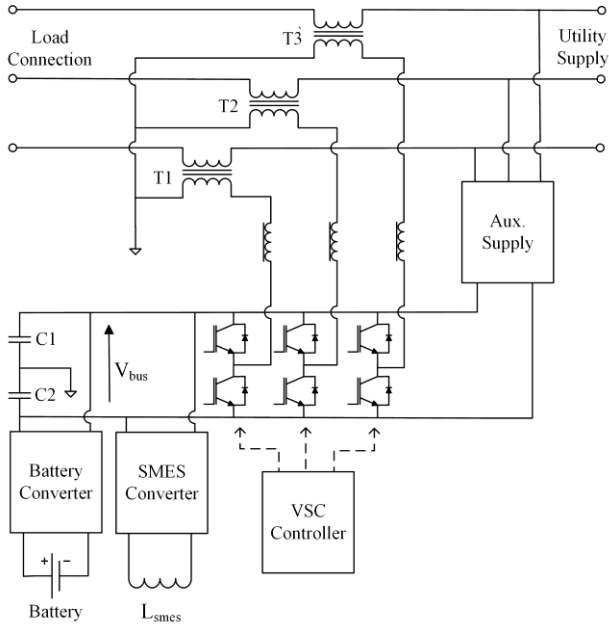 Load
Connection
T3
Utility
Supply
T2
T1
Aux.
Supply
C1
C2
V_bus
Battery
Converter
SMES
Converter
VSC
Controller
+ −
Battery
L_smes